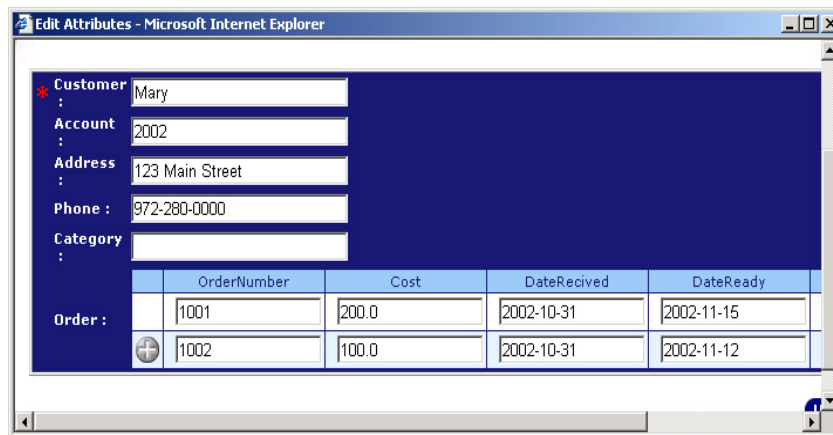 Edit Attributes - Microsoft Internet Explorer
Customer : Mary
Account : 2002
Address : 123 Main Street
Phone : 972-280-0000
Category :
OrderNumber Cost DateRecived DateReady
Order :
1001 200.0 2002-10-31 2002-11-15
1002 100.0 2002-10-31 2002-11-12